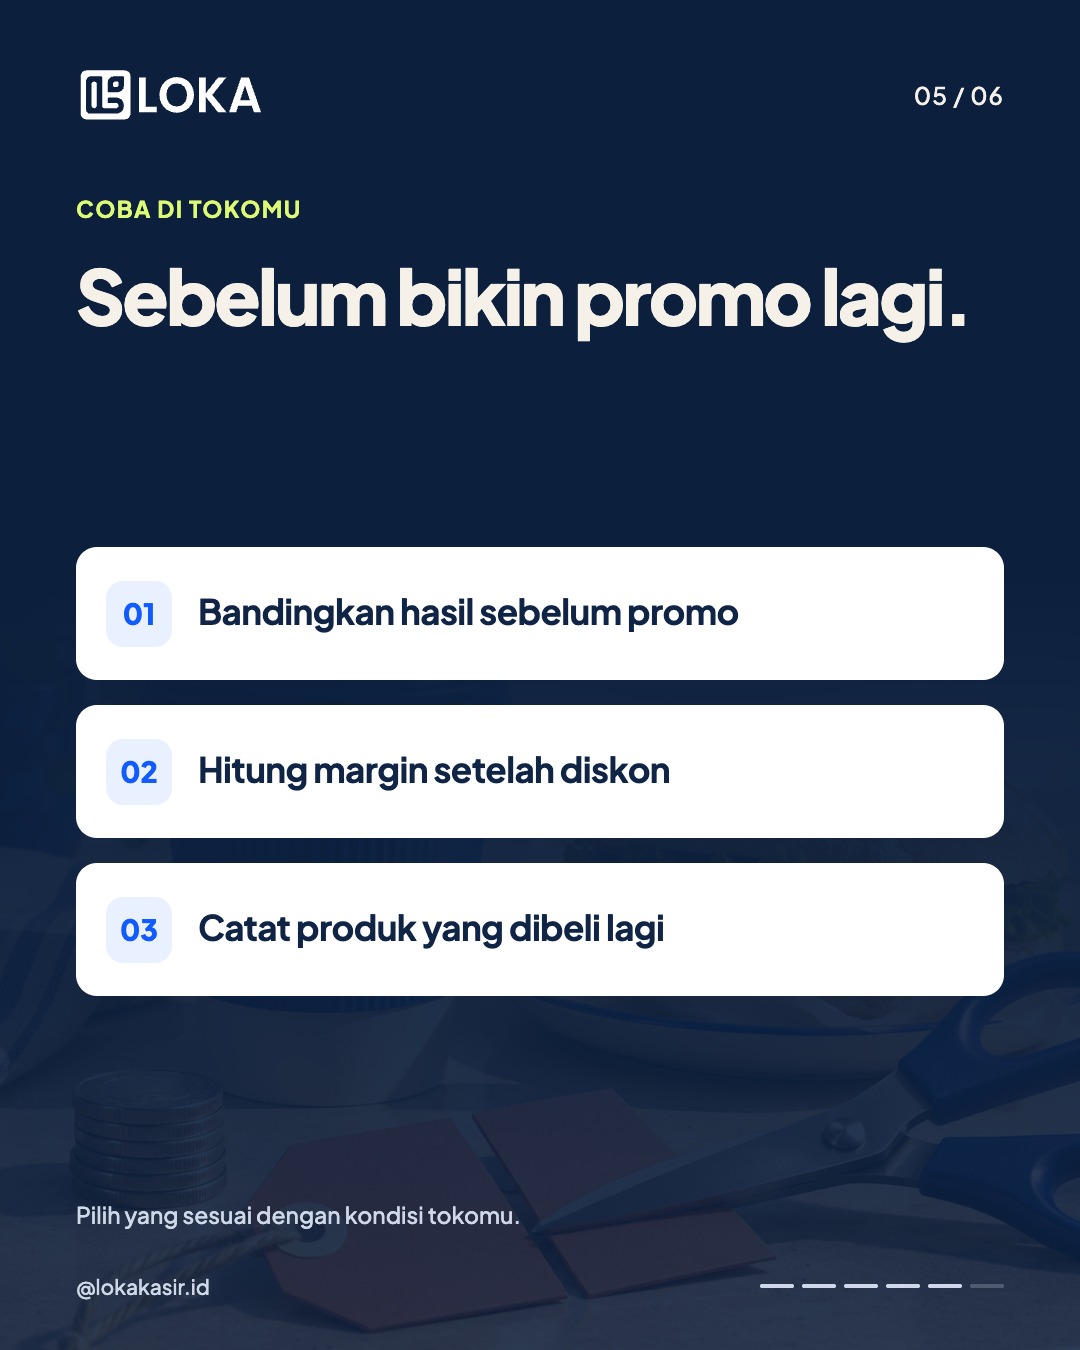 LOKA
05 / 06
COBA DI TOKOMU
Sebelum bikin promo lagi.
01 Bandingkan hasil sebelum promo
02 Hitung margin setelah diskon
03 Catat produk yang dibeli lagi
Pilih yang sesuai dengan kondisi tokomu.
@lokakasir.id